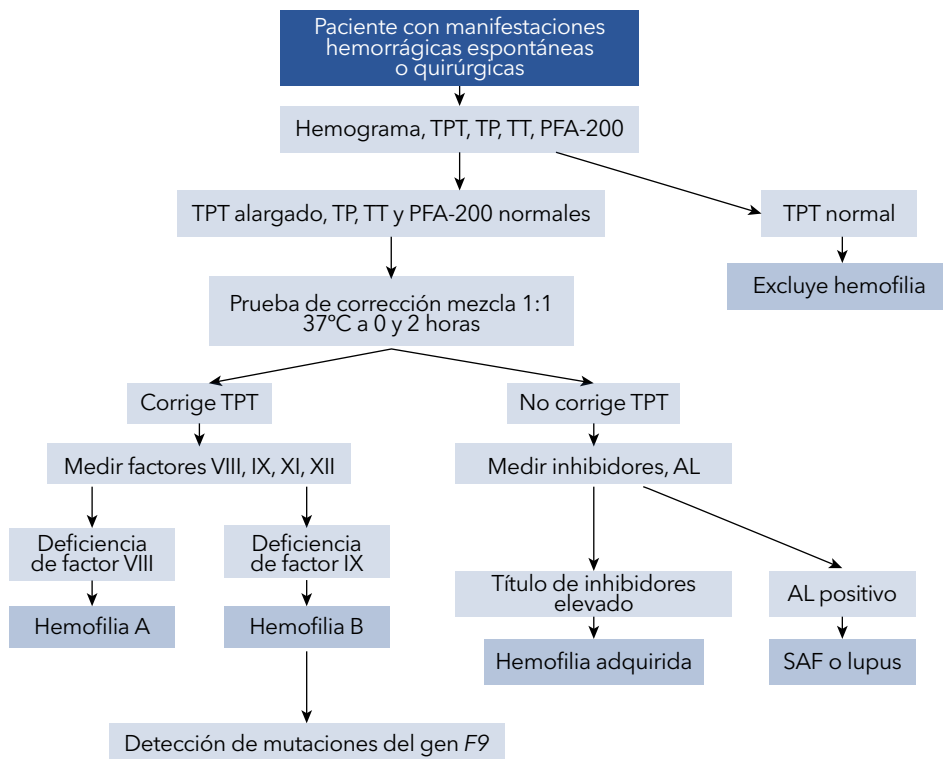 Paciente con manifestaciones
hemorrágicas espontáneas
o quirúrgicas
Hemograma, TPT, TP, TT, PFA-200
TPT alargado, TP, TT y PFA-200 normales
TPT normal
Excluye hemofilia
Prueba de corrección mezcla 1:1
37ºC a 0 y 2 horas
Corrige TPT
No corrige TPT
Medir factores VIII, IX, XI, XII
Medir inhibidores, AL
Deficiencia
de factor VIII
Deficiencia
de factor IX
Título de inhibidores
elevado
AL positivo
Hemofilia A
Hemofilia B
Hemofilia adquirida
SAF o lupus
Detección de mutaciones del gen F9